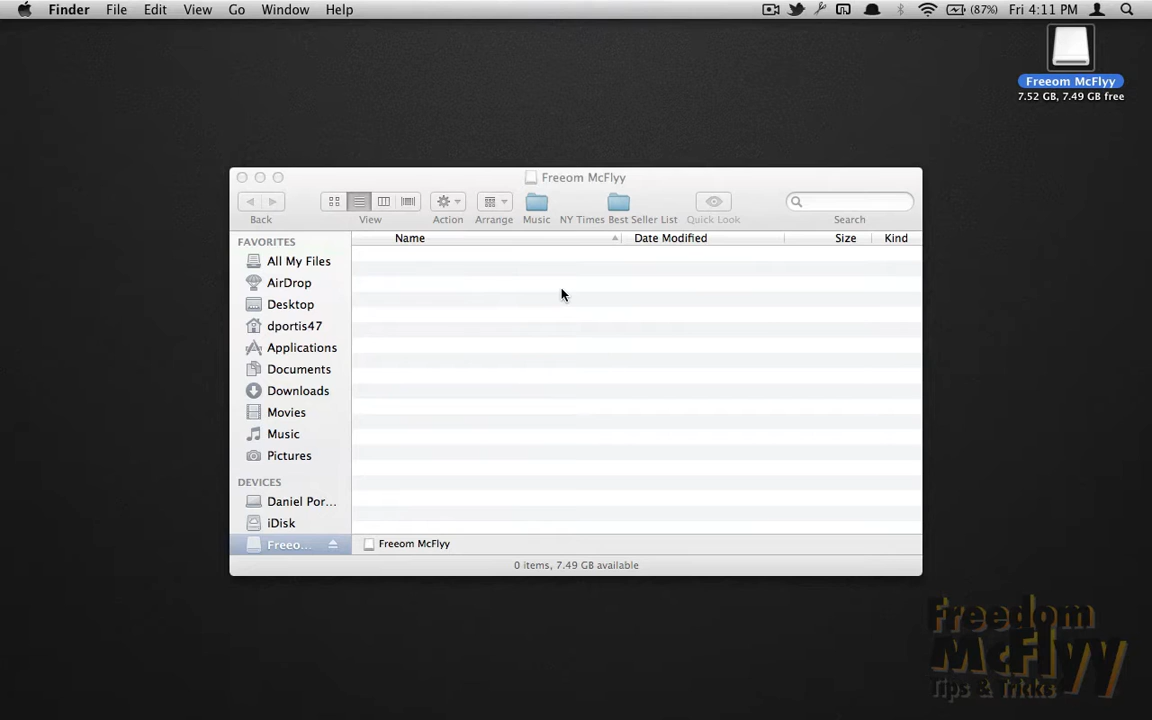 Finder File Edit View Go Window Help (87%) Fri 4:11 PM
Freeom McFlyy
7.52 GB, 7.49 GB free
Freeom McFlyy
Back View Action Arrange Music NY Times Best Seller List Quick Look Search
Name Date Modified Size Kind
FAVORITES
All My Files
AirDrop
Desktop
dportis47
Applications
Documents
Downloads
Movies
Music
Pictures
DEVICES
Daniel Por...
iDisk
Freeo...
Freeom McFlyy
0 items, 7.49 GB available
Freedom
McFlyy
Tips & Tricks